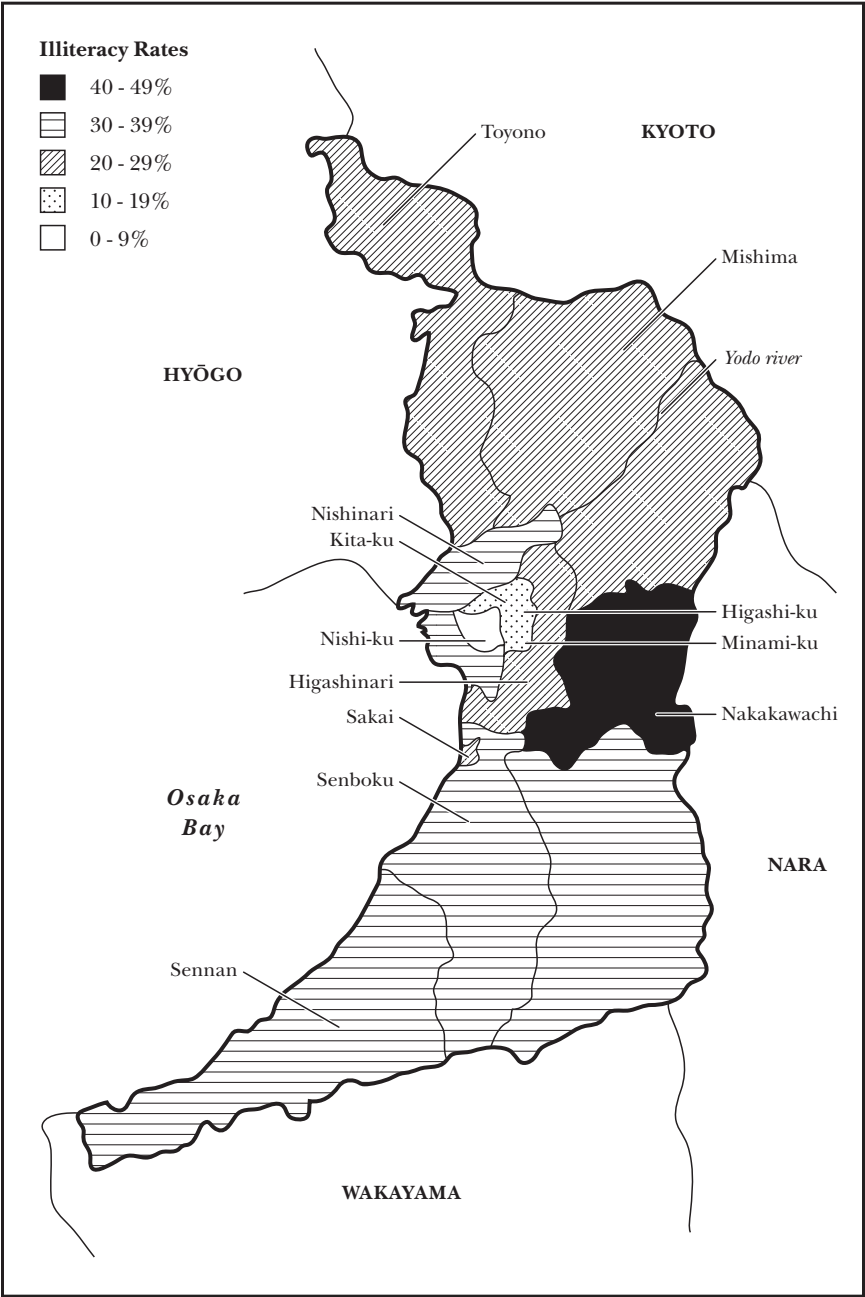 Illiteracy Rates
40 - 49%
30 - 39%
20 - 29%
10 - 19%
0 - 9%
Toyono
KYOTO
Mishima
Yodo river
HYŌGO
Nishinari
Kita-ku
Higashi-ku
Nishi-ku
Minami-ku
Higashinari
Sakai
Nakakawachi
Senboku
Osaka
Bay
NARA
Sennan
WAKAYAMA